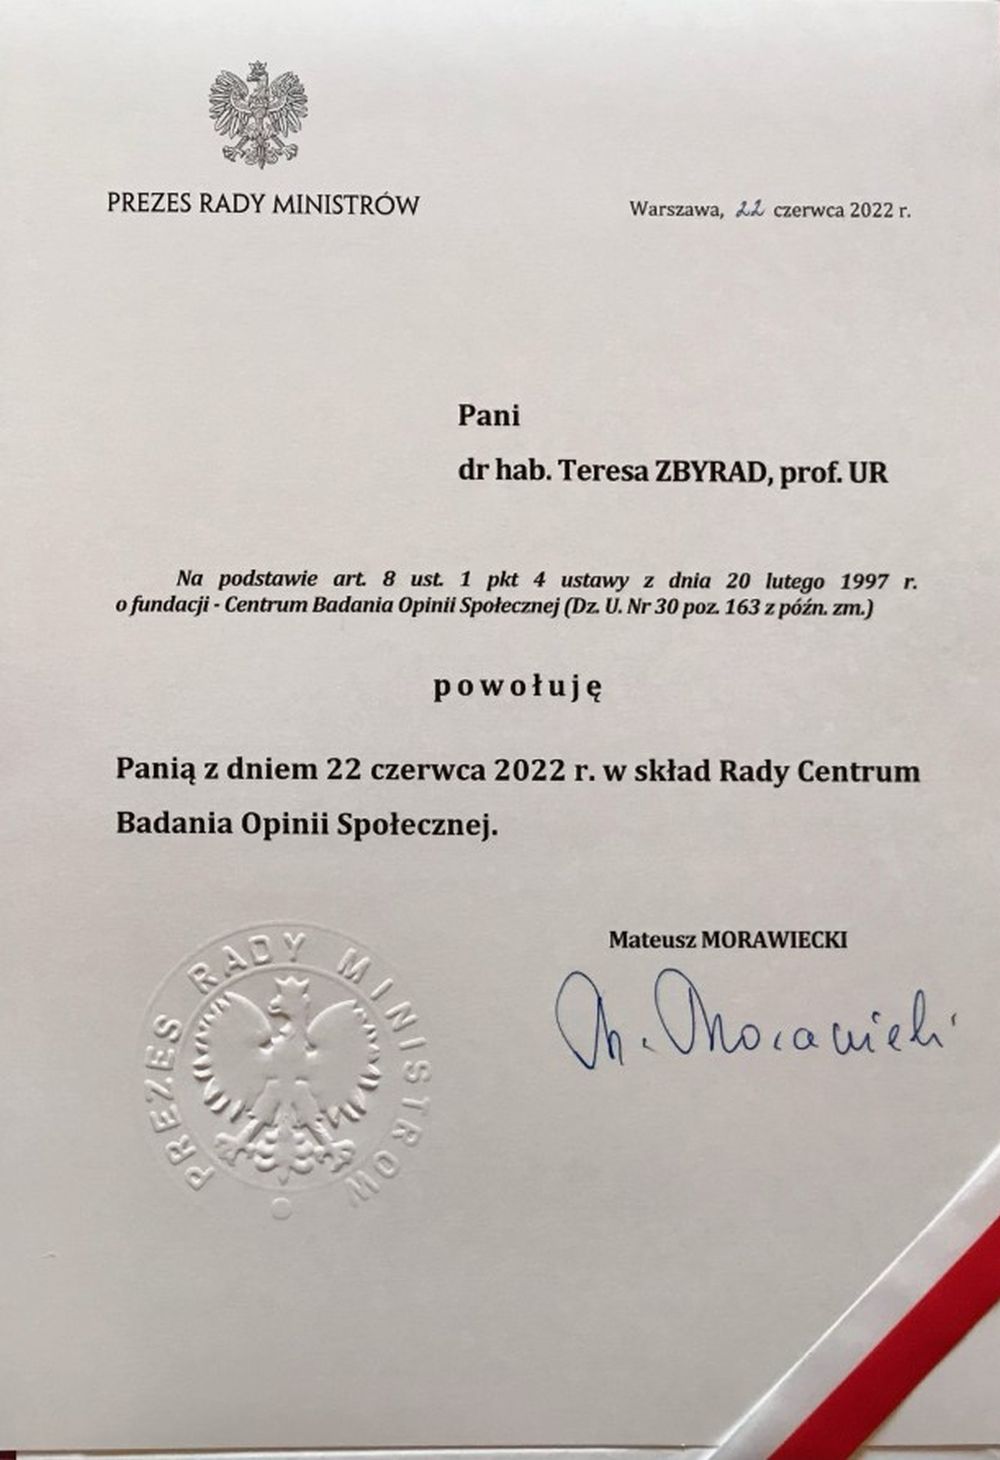 PREZES RADY MINISTRÓW
Warszawa, 22 czerwca 2022 r.
Pani
dr hab. Teresa ZBYRAD, prof. UR
Na podstawie art. 8 ust. 1 pkt 4 ustawy z dnia 20 lutego 1997 r.
o fundacji - Centrum Badania Opinii Społecznej (Dz. U. Nr 30 poz. 163 z późn. zm.)
powołuję
Panią z dniem 22 czerwca 2022 r. w skład Rady Centrum
Badania Opinii Społecznej.
Mateusz MORAWIECKI
M. Morawiecki
PREZES RADY MINISTRÓW